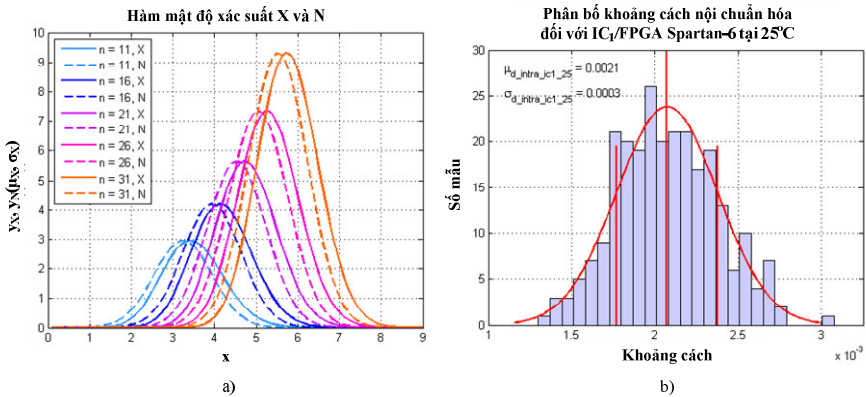 Hàm mật độ xác suất X và N
yₓ, y_N(μₓ, σₓ)
10
9
8
7
6
5
4
3
2
1
0
n = 11, X
n = 11, N
n = 16, X
n = 16, N
n = 21, X
n = 21, N
n = 26, X
n = 26, N
n = 31, X
n = 31, N
0 1 2 3 4 5 6 7 8 9
x
a)
Phân bố khoảng cách nội chuẩn hóa
đối với IC₁/FPGA Spartan-6 tại 25°C
Số mẫu
30
25
20
15
10
5
0
μd_intra_ic1_25 = 0.0021
σd_intra_ic1_25 = 0.0003
1 1.5 2 2.5 3
x 10⁻³
Khoảng cách
b)